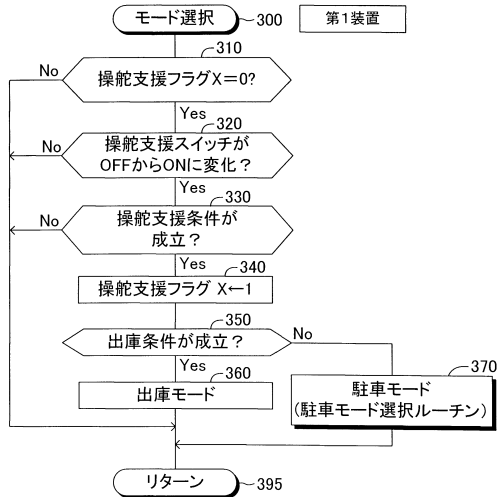 モード選択
300
第1装置
310
No
操舵支援フラグX=0?
Yes
320
No
操舵支援スイッチが
OFFからONに変化？
Yes
330
No
操舵支援条件が
成立？
Yes
340
操舵支援フラグ X←1
350
出庫条件が成立？
No
Yes
360
370
出庫モード
駐車モード
(駐車モード選択ルーチン)
リターン
395